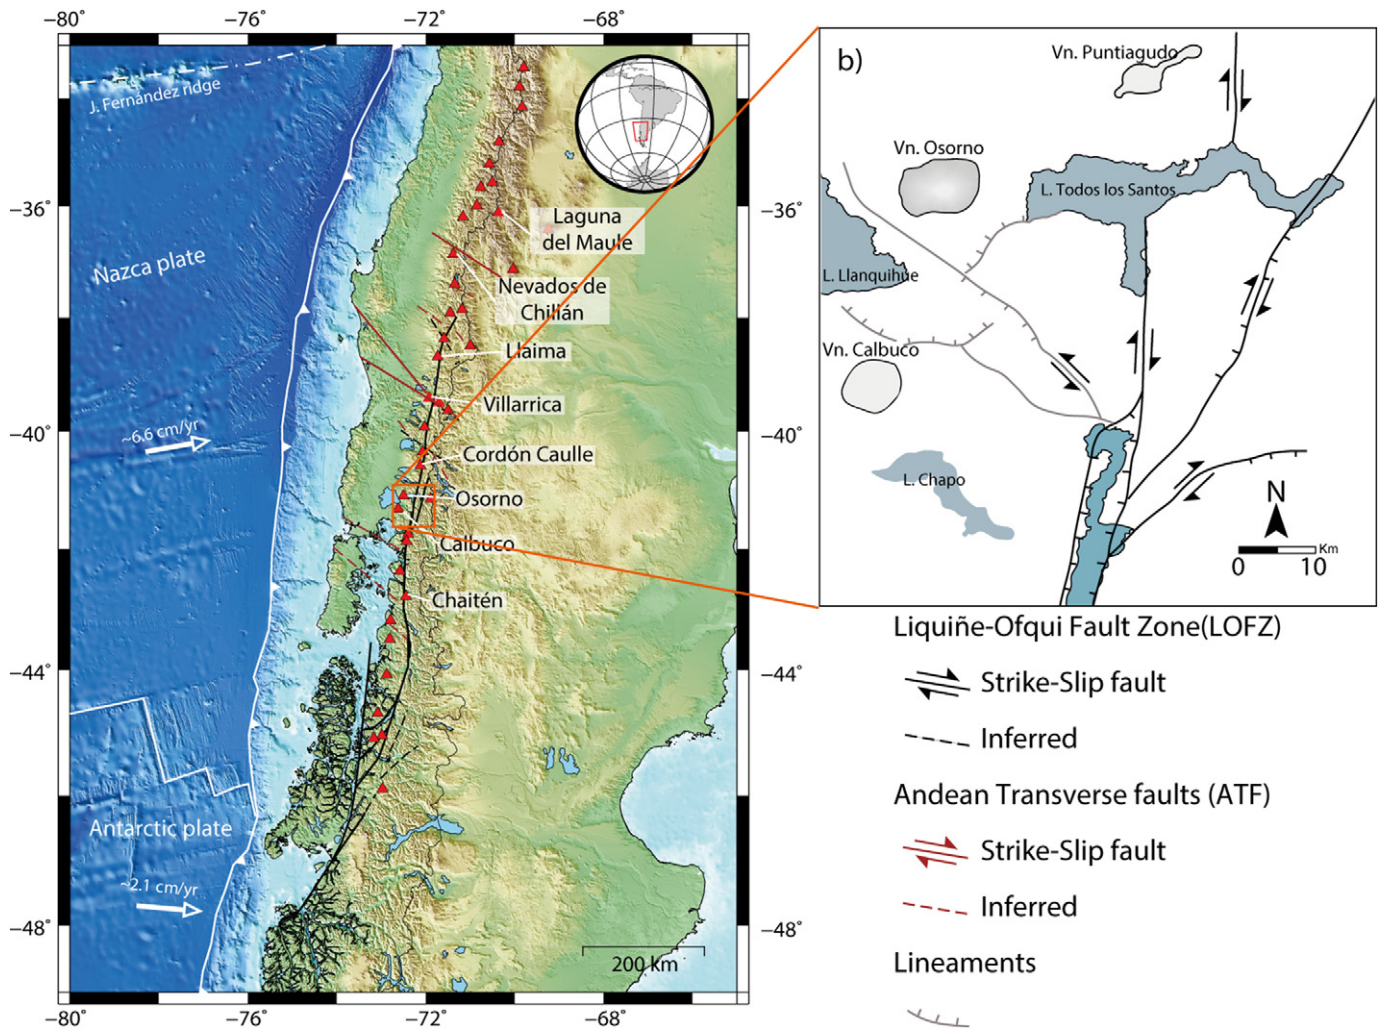 −80°
−76°
−72°
−68°
J. Fernández ridge
Nazca plate
−36°
−36°
Laguna
del Maule
Nevados de
Chillán
Llaima
Villarrica
~6.6 cm/yr
−40°
−40°
Cordón Caulle
Osorno
Calbuco
Chaitén
−44°
−44°
Antarctic plate
~2.1 cm/yr
−48°
−48°
200 km
−80°
−76°
−72°
−68°
b)
Vn. Puntiagudo
Vn. Osorno
L. Todos los Santos
L. Llanquihue
Vn. Calbuco
L. Chapo
N
Km
0
10
Liquiñe-Ofqui Fault Zone(LOFZ)
Strike-Slip fault
Inferred
Andean Transverse faults (ATF)
Strike-Slip fault
Inferred
Lineaments